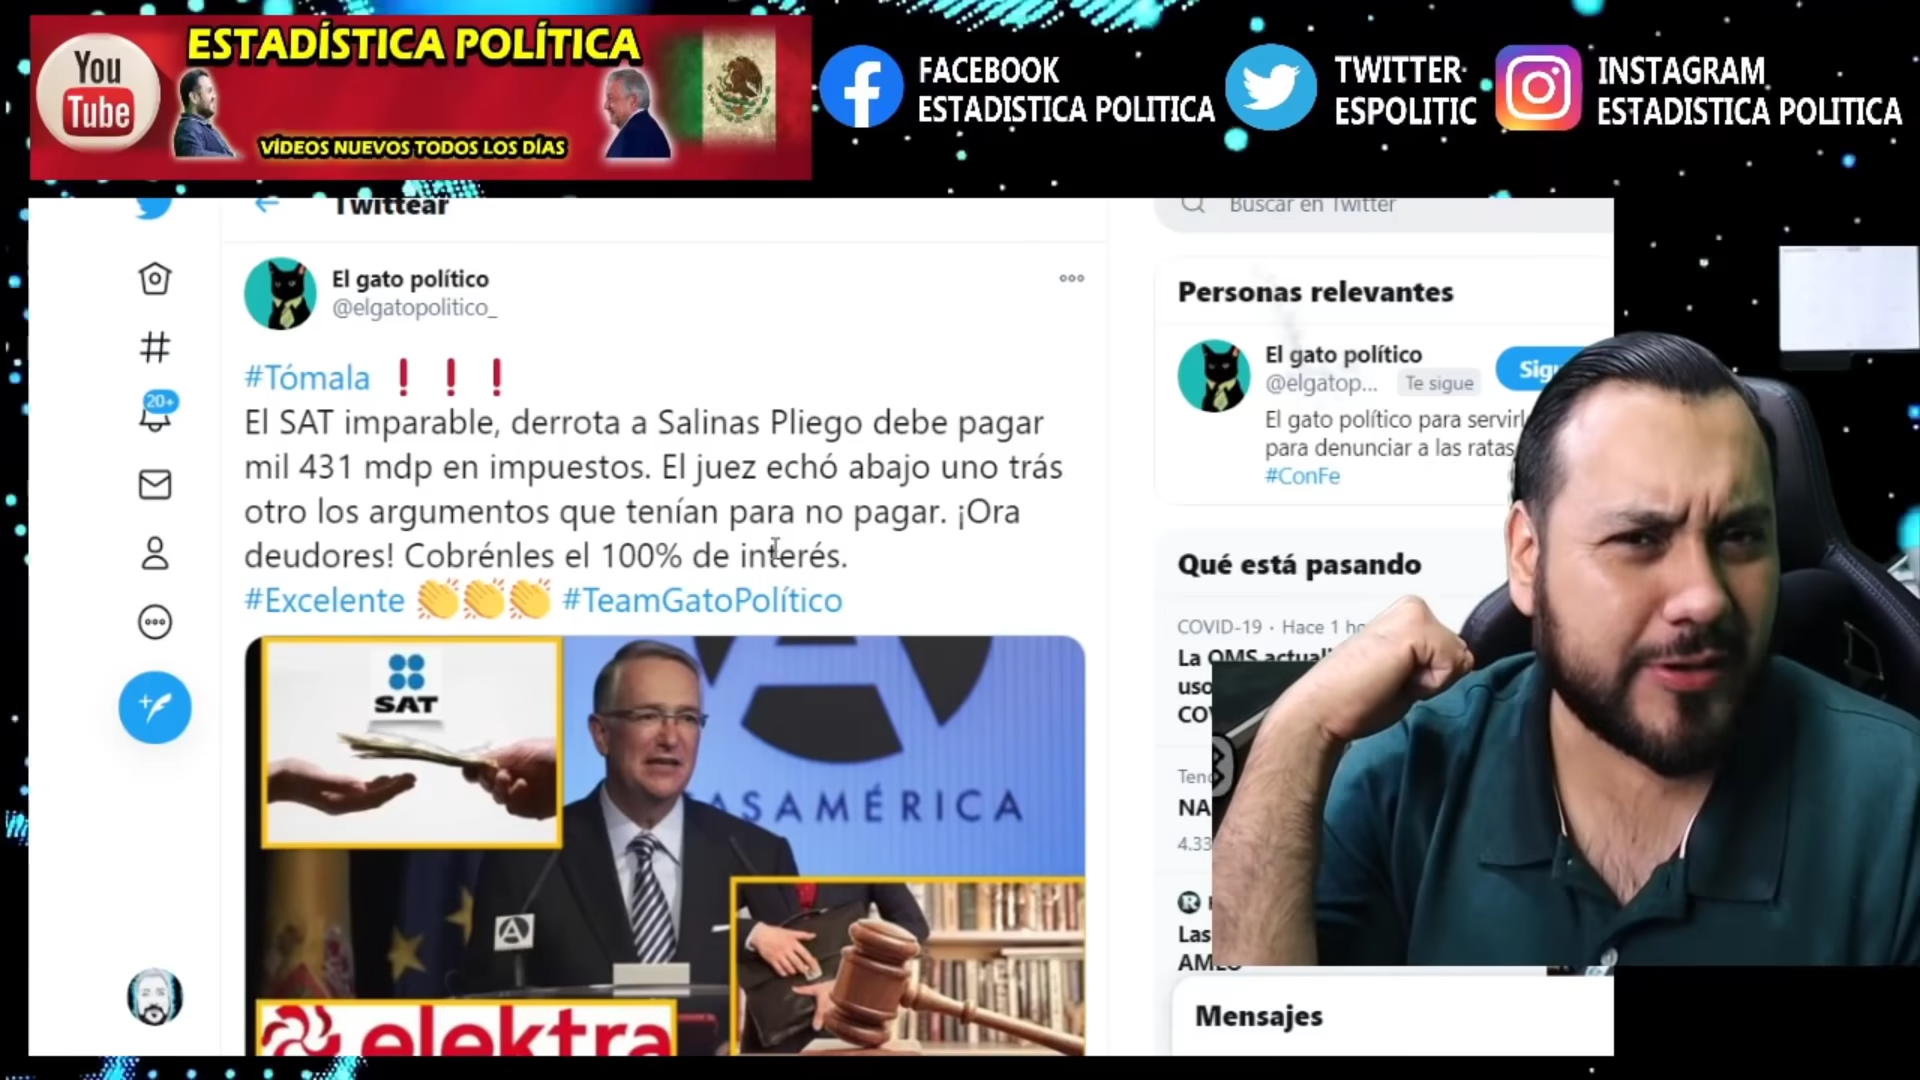 You
Tube
ESTADÍSTICA POLÍTICA
VÍDEOS NUEVOS TODOS LOS DÍAS
FACEBOOK
ESTADISTICA POLITICA
TWITTER
ESPOLITIC
INSTAGRAM
ESTADISTICA POLITICA
Twittear
Buscar en Twitter
El gato político
@elgatopolitico_
#Tómala ❗❗❗
El SAT imparable, derrota a Salinas Pliego debe pagar
mil 431 mdp en impuestos. El juez echó abajo uno trás
otro los argumentos que tenían para no pagar. ¡Ora
deudores! Cobrénles el 100% de interés.
#Excelente 👏👏👏 #TeamGatoPolítico
20+
SAT
A
ASAMÉRICA
elektra
Personas relevantes
El gato político
@elgatop...
Te sigue
Sigu
El gato político para servirl
para denunciar a las ratas
#ConFe
Qué está pasando
COVID-19 · Hace 1 ho
La OMS actuali
uso
COV
Tend
NA
4.33
R
Las
AMLO
Mensajes